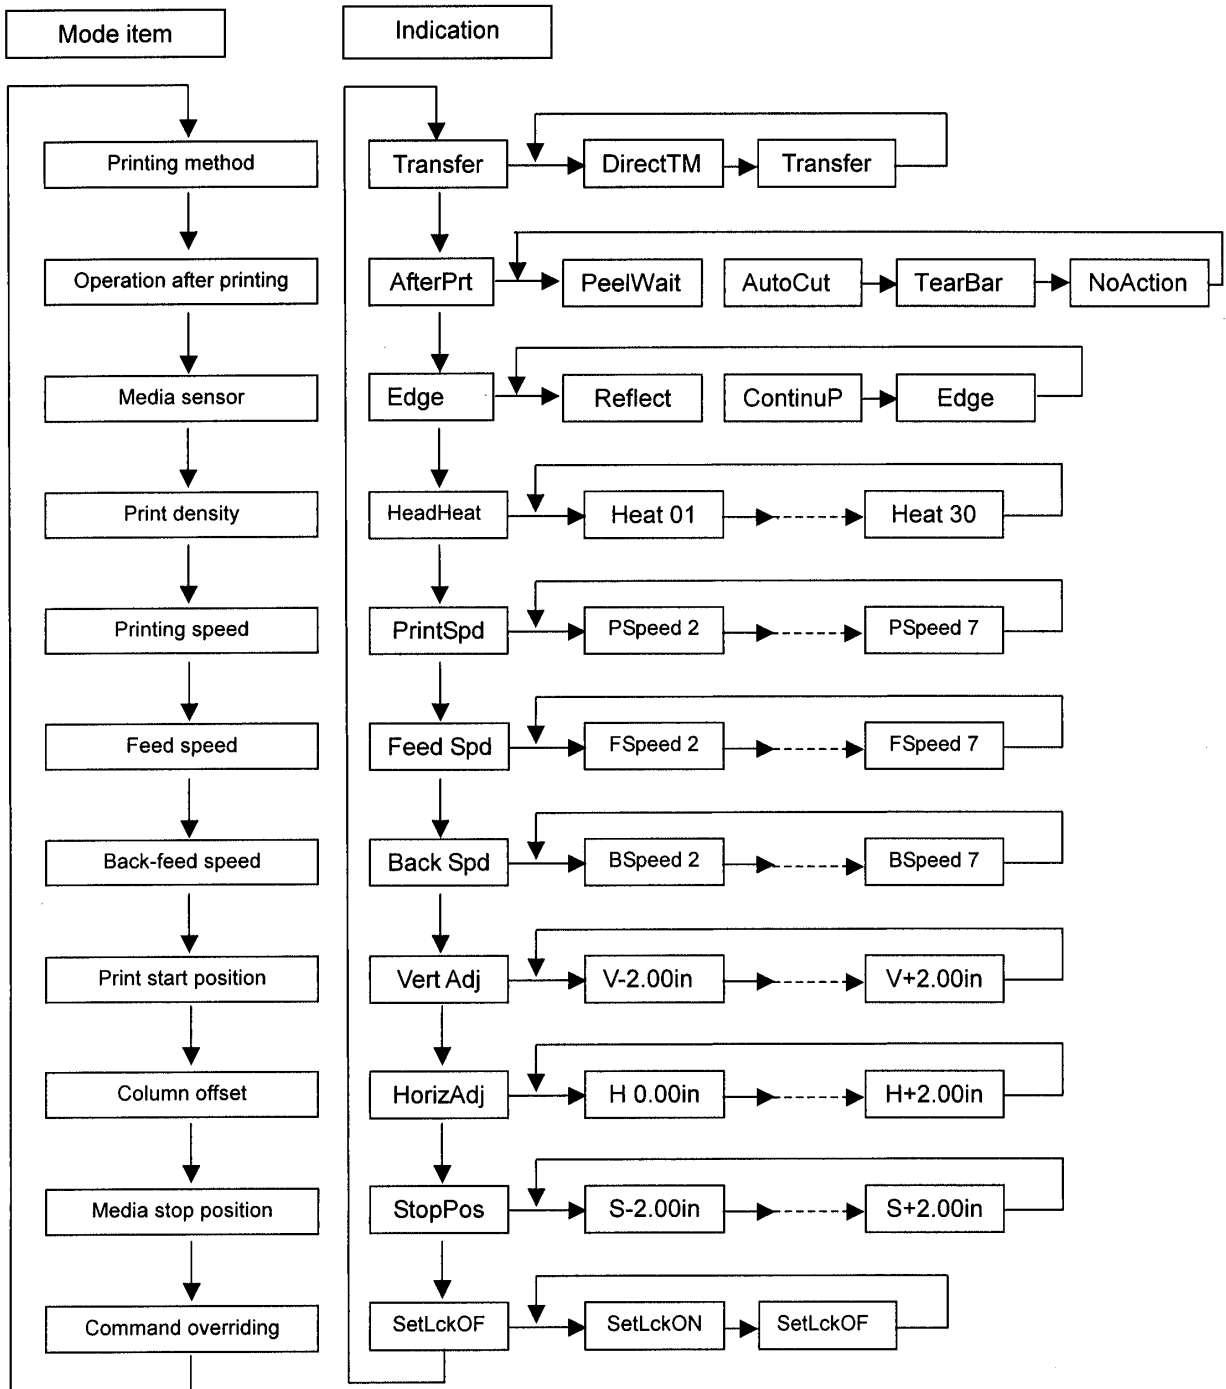 Mode item
Indication
Printing method
Transfer
DirectTM
Transfer
Operation after printing
AfterPrt
PeelWait
AutoCut
TearBar
NoAction
Media sensor
Edge
Reflect
ContinuP
Edge
Print density
HeadHeat
Heat 01
Heat 30
Printing speed
PrintSpd
PSpeed 2
PSpeed 7
Feed speed
Feed Spd
FSpeed 2
FSpeed 7
Back-feed speed
Back Spd
BSpeed 2
BSpeed 7
Print start position
Vert Adj
V-2.00in
V+2.00in
Column offset
HorizAdj
H 0.00in
H+2.00in
Media stop position
StopPos
S-2.00in
S+2.00in
Command overriding
SetLckOF
SetLckON
SetLckOF